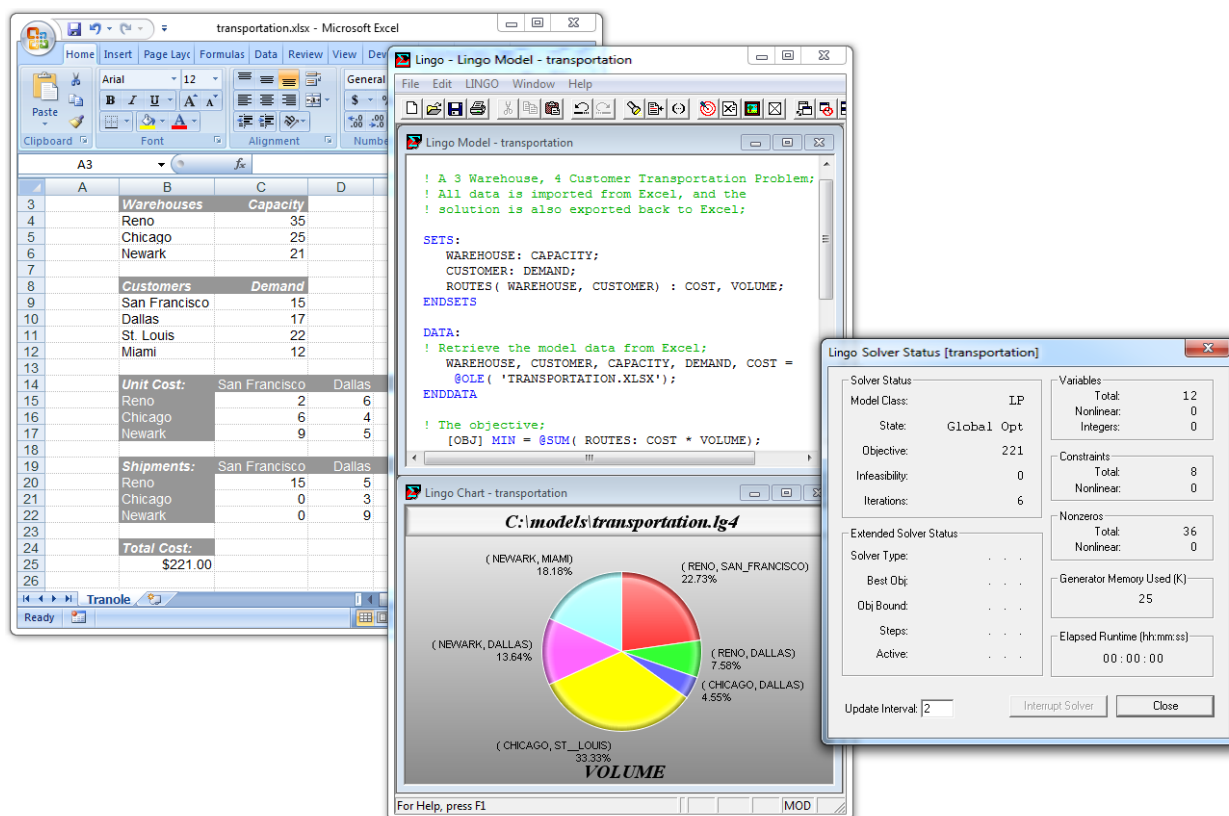 transportation.xlsx - Microsoft Excel
Home Insert Page Layc Formulas Data Review View Dev
Paste
Arial 12
B I U A A
General
$ %
Clipboard Font Alignment Numbe
A3 fx
A B C D
3 Warehouses Capacity
4 Reno 35
5 Chicago 25
6 Newark 21
7
8 Customers Demand
9 San Francisco 15
10 Dallas 17
11 St. Louis 22
12 Miami 12
13
14 Unit Cost: San Francisco Dallas
15 Reno 2 6
16 Chicago 6 4
17 Newark 9 5
18
19 Shipments: San Francisco Dallas
20 Reno 15 5
21 Chicago 0 3
22 Newark 0 9
23
24 Total Cost:
25 $221.00
26
Tranole
Ready
Lingo - Lingo Model - transportation
File Edit LINGO Window Help
Lingo Model - transportation
! A 3 Warehouse, 4 Customer Transportation Problem;
! All data is imported from Excel, and the
! solution is also exported back to Excel;
SETS:
WAREHOUSE: CAPACITY;
CUSTOMER: DEMAND;
ROUTES( WAREHOUSE, CUSTOMER) : COST, VOLUME;
ENDSETS
DATA:
! Retrieve the model data from Excel;
WAREHOUSE, CUSTOMER, CAPACITY, DEMAND, COST =
@OLE( 'TRANSPORTATION.XLSX');
ENDDATA
! The objective;
[OBJ] MIN = @SUM( ROUTES: COST * VOLUME);
Lingo Chart - transportation
C:\models\transportation.lg4
( NEWARK, MIAMI)
18.18%
( RENO, SAN_FRANCISCO)
22.73%
( NEWARK, DALLAS)
13.64%
( RENO, DALLAS)
7.58%
( CHICAGO, DALLAS)
4.55%
( CHICAGO, ST__LOUIS)
33.33%
VOLUME
For Help, press F1 MOD
Lingo Solver Status [transportation]
Solver Status
Model Class: LP
State: Global Opt
Objective: 221
Infeasibility: 0
Iterations: 6
Extended Solver Status
Solver Type: . . .
Best Obj: . . .
Obj Bound: . . .
Steps: . . .
Active: . . .
Variables
Total: 12
Nonlinear: 0
Integers: 0
Constraints
Total: 8
Nonlinear: 0
Nonzeros
Total: 36
Nonlinear: 0
Generator Memory Used (K)
25
Elapsed Runtime (hh:mm:ss)
00:00:00
Update Interval: 2 Interrupt Solver Close